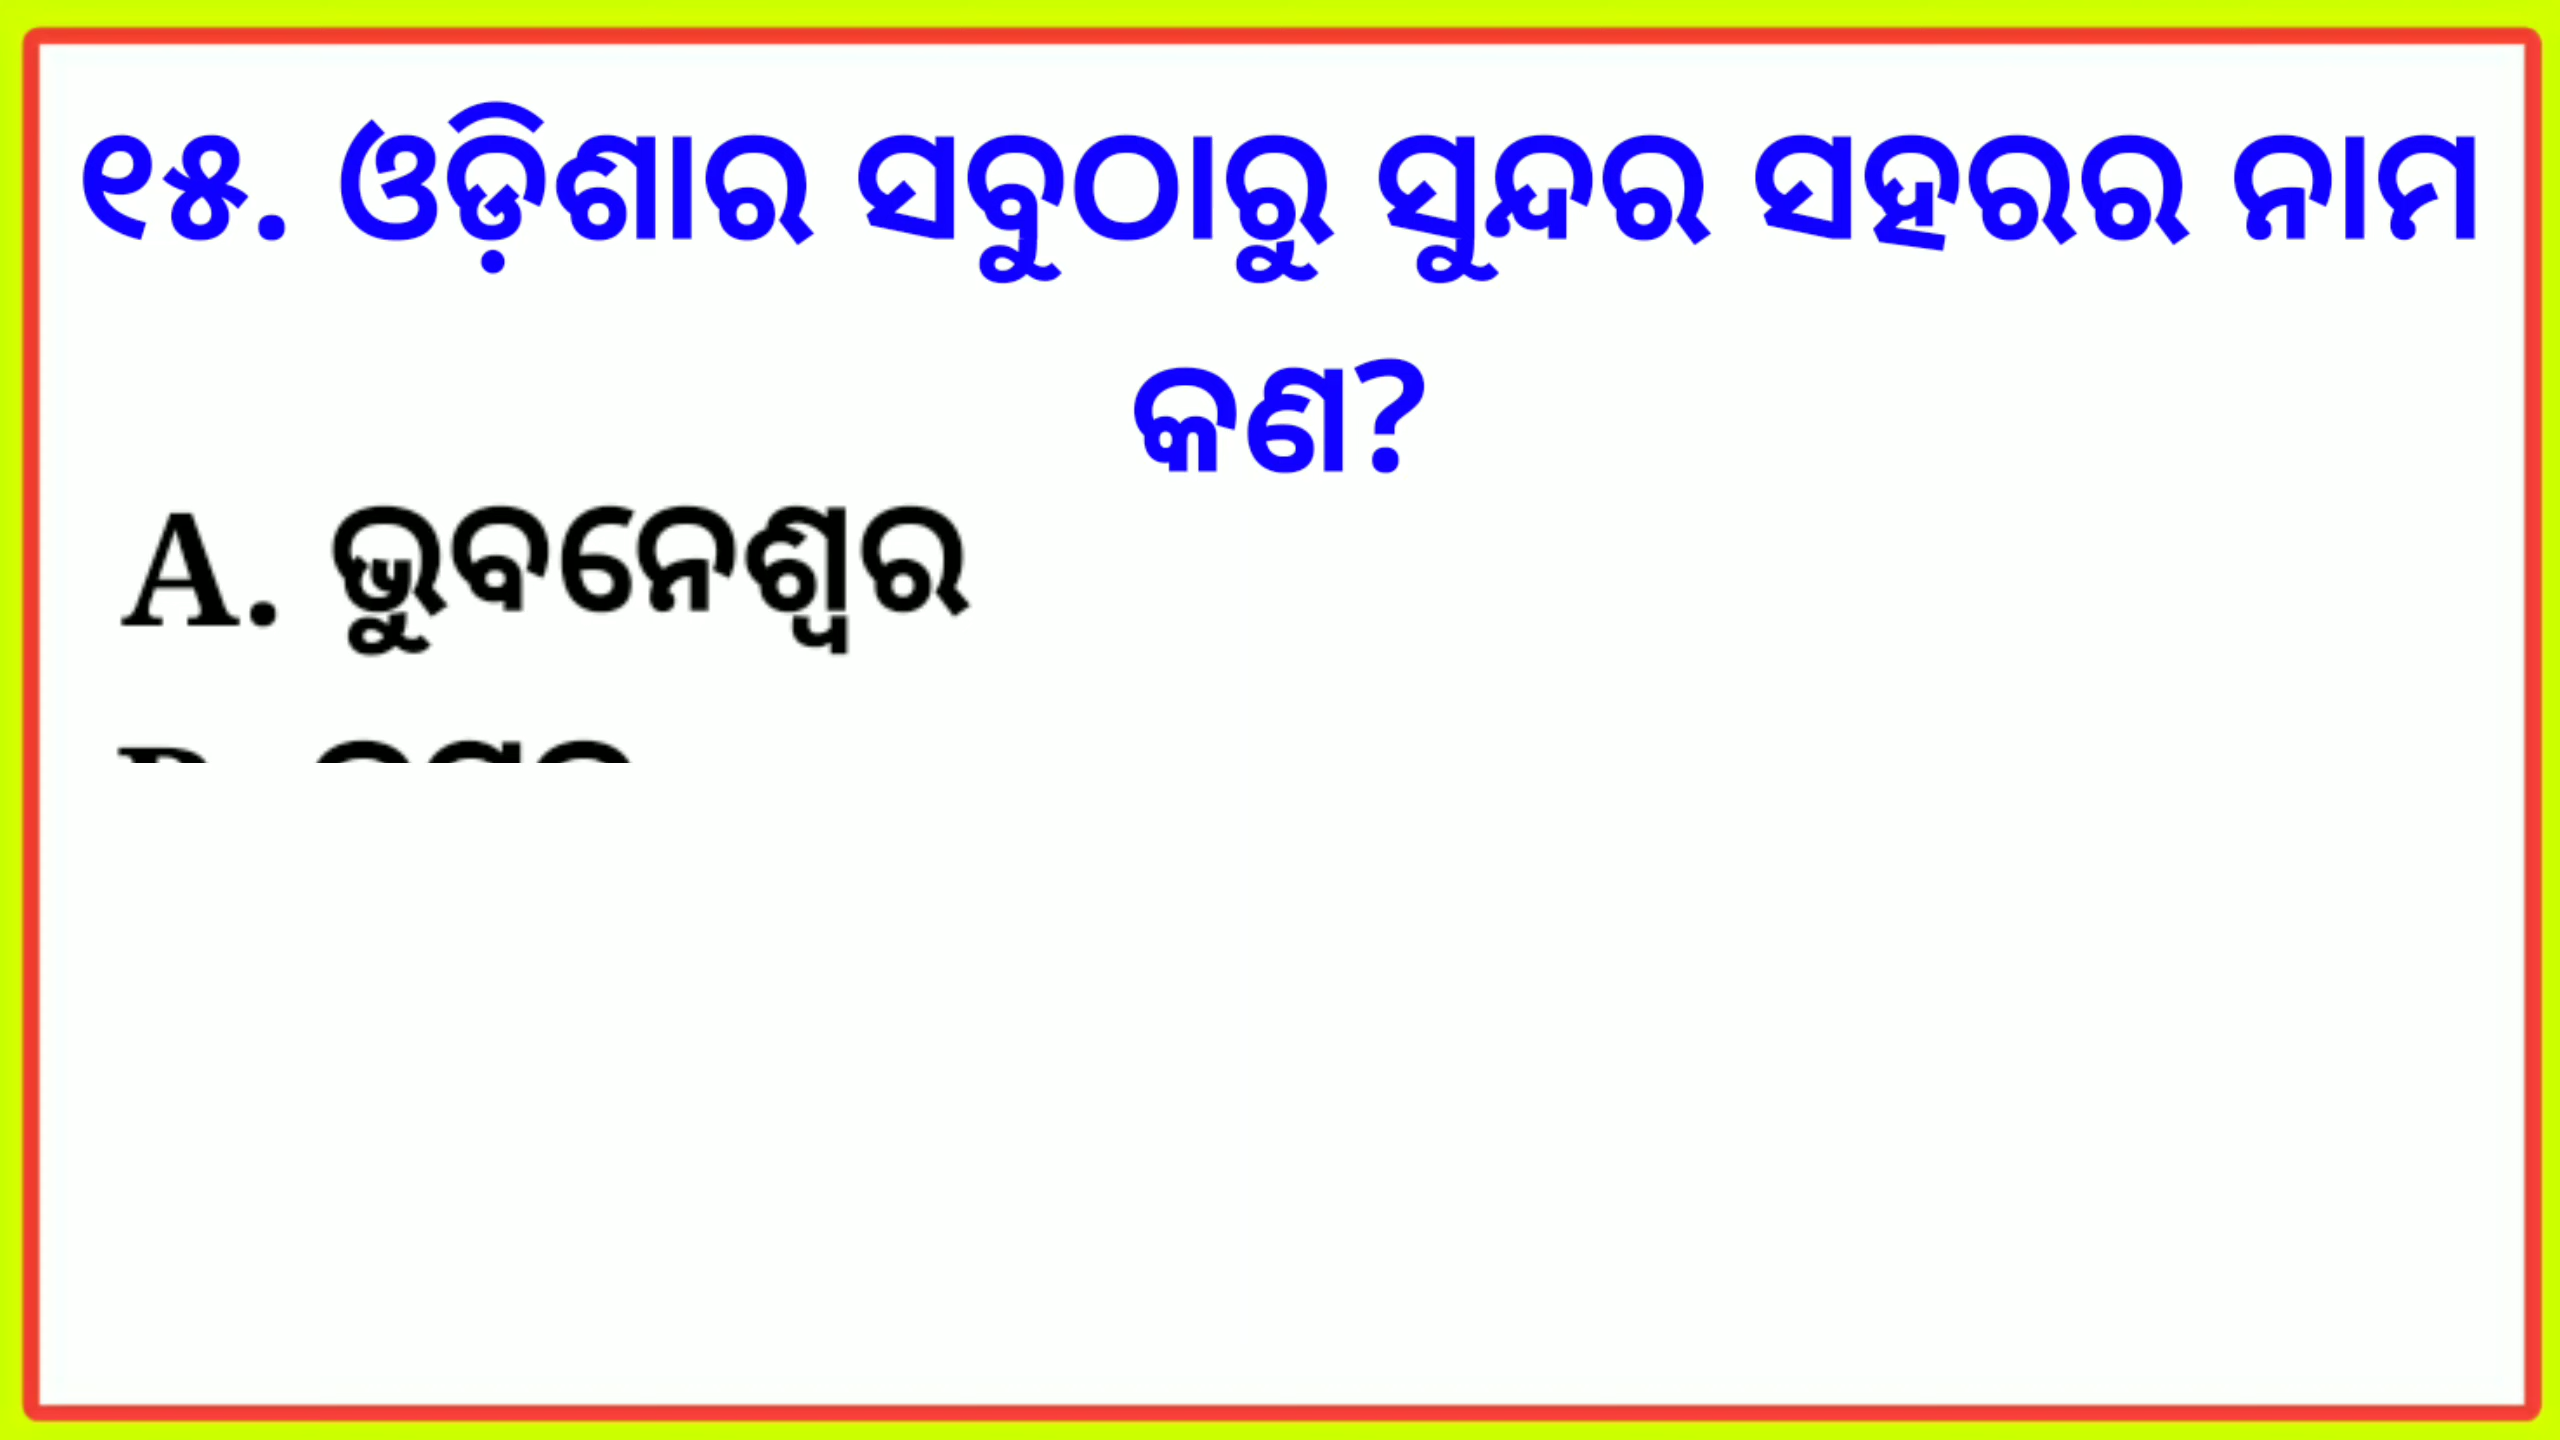 ୧୫. ଓଡ଼ିଶାର ସବୁଠାରୁ ସୁନ୍ଦର ସହରର ନାମ
କଣ?
A. ଭୁବନେଶ୍ୱର